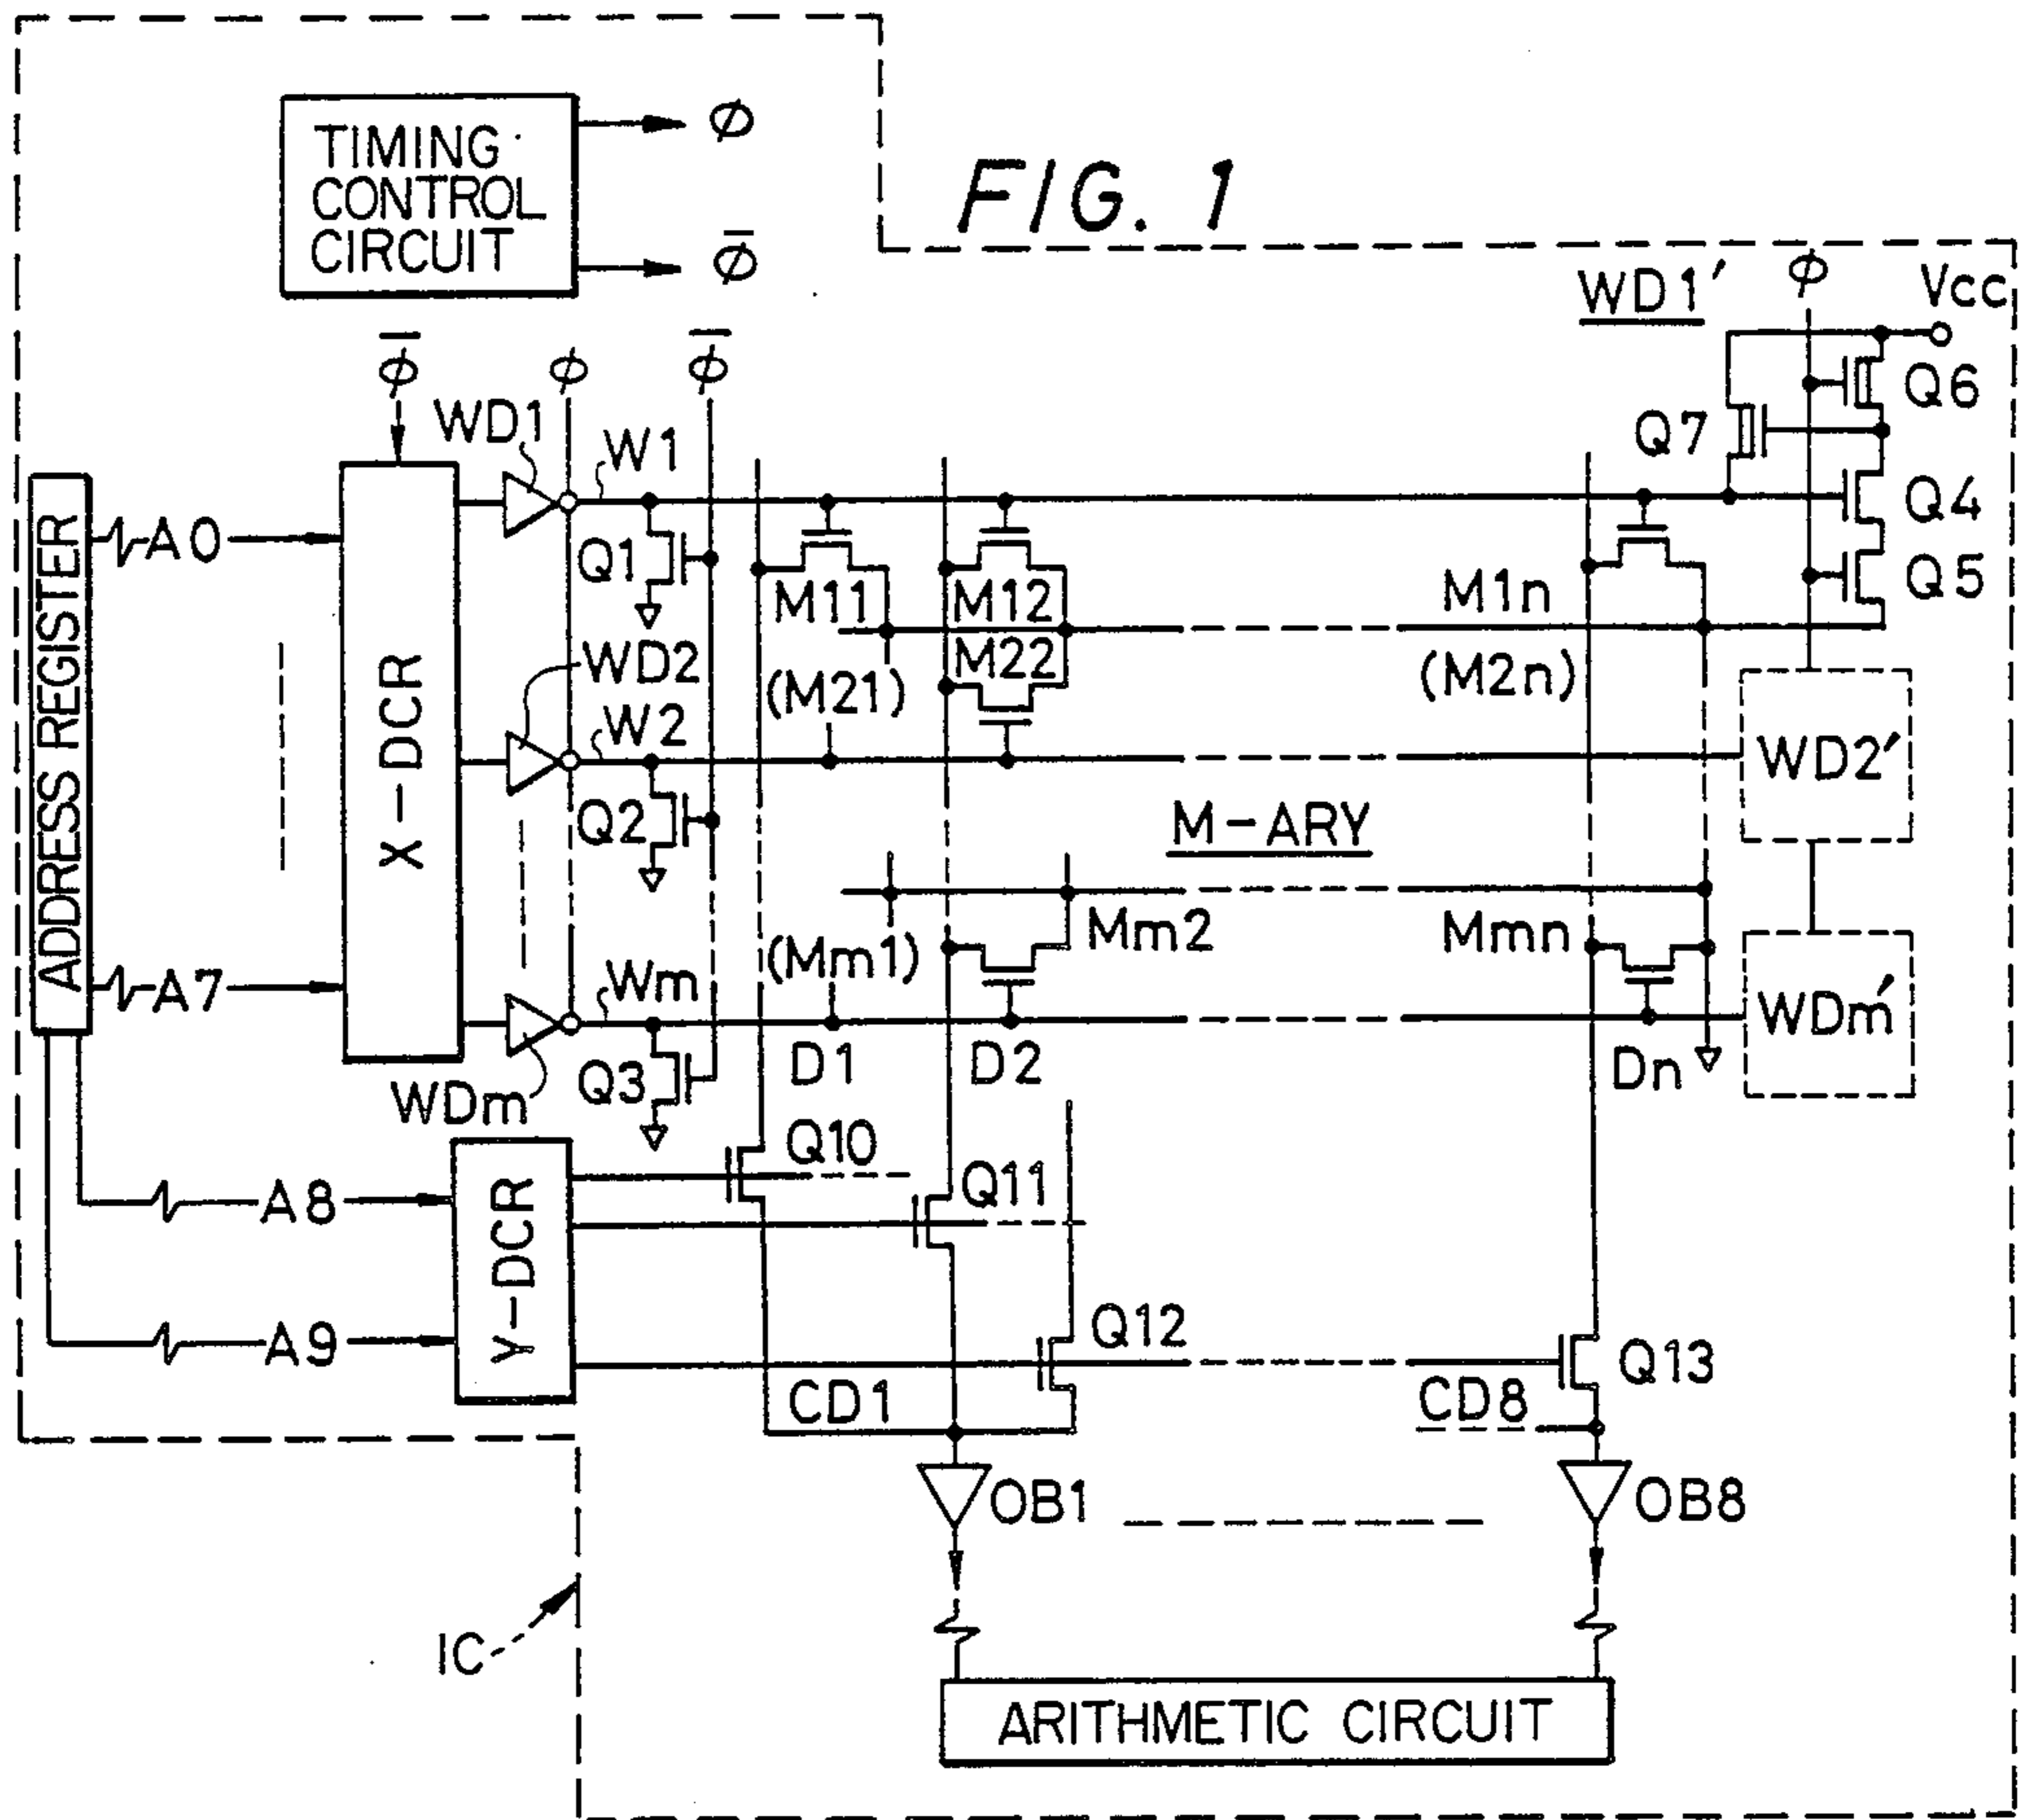 FIG. 1
TIMING
CONTROL
CIRCUIT
ϕ
ϕ̅
WD1'
ϕ
Vcc
ϕ̅
ϕ
ϕ̅
WD1
W1
Q7
Q6
Q4
Q5
ADDRESS REGISTER
A0
X-DCR
Q1
M11
M12
M1n
WD2
W2
(M21)
M22
(M2n)
WD2'
Q2
M-ARY
A7
(Mm1)
Mm2
Mmn
Wm
WDm'
WDm
Q3
D1
D2
Dn
Q10
A8
Y-DCR
Q11
A9
Q12
Q13
CD1
CD8
OB1
OB8
IC
ARITHMETIC CIRCUIT